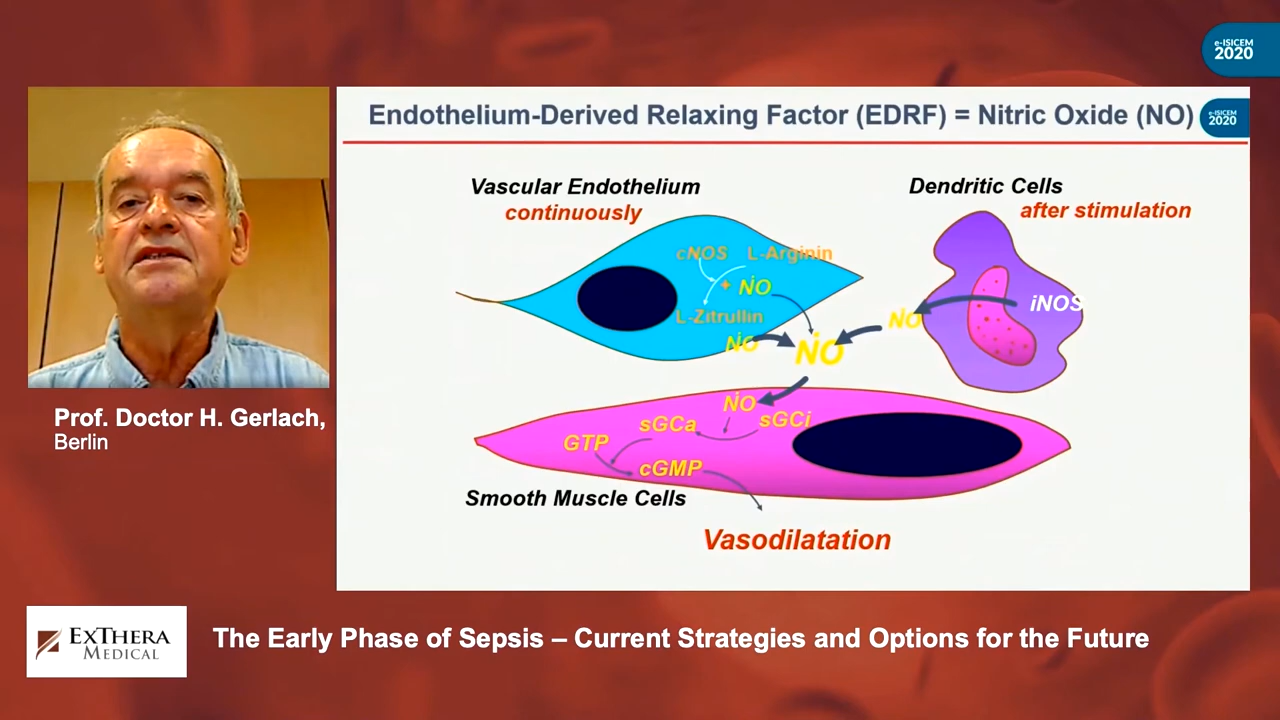 e-ISICEM
2020
Endothelium-Derived Relaxing Factor (EDRF) = Nitric Oxide (NO)
e-ISICEM
2020
Vascular Endothelium
continuously
Dendritic Cells
after stimulation
cNOS L-Arginin
+ NO
L-Zitrullin
NO
NO
NO
iNOS
NO
sGCa
sGCi
GTP
cGMP
Smooth Muscle Cells
Vasodilatation
Prof. Doctor H. Gerlach,
Berlin
EXTHERA
MEDICAL
The Early Phase of Sepsis – Current Strategies and Options for the Future